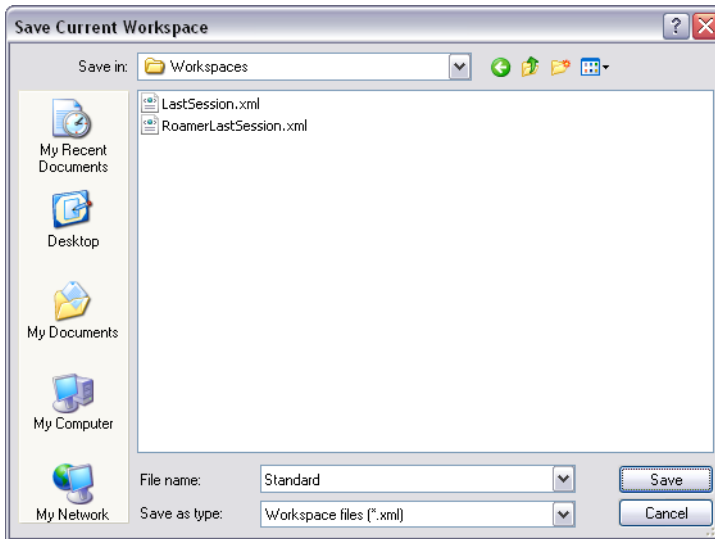 Save Current Workspace
Save in: Workspaces
LastSession.xml
RoamerLastSession.xml
My Recent
Documents
Desktop
My Documents
My Computer
My Network
File name: Standard Save
Save as type: Workspace files (*.xml) Cancel